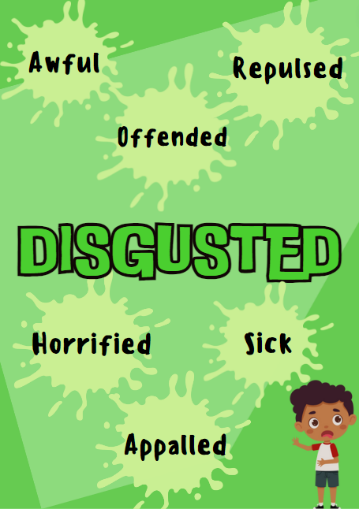 Awful
Repulsed
Offended
DISGUSTED
Horrified
Sick
Appalled